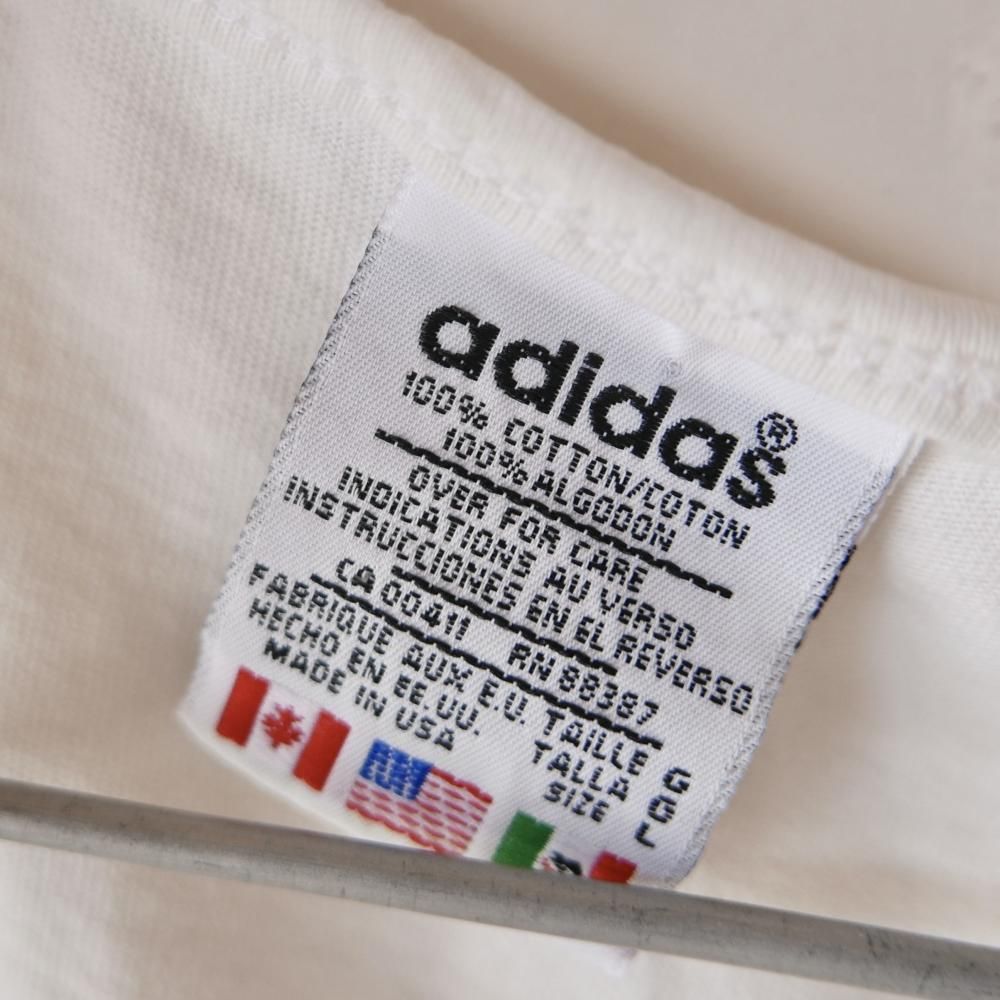 adidas®
100% COTTON/COTON
100% ALGODON
OVER FOR CARE
INDICATIONS AU VERSO
INSTRUCCIONES EN EL REVERSO
CA 00411 RN 88387
FABRIQUE AUX E.U. TAILLE G
HECHO EN EE.UU. TALLA G
MADE IN USA SIZE L